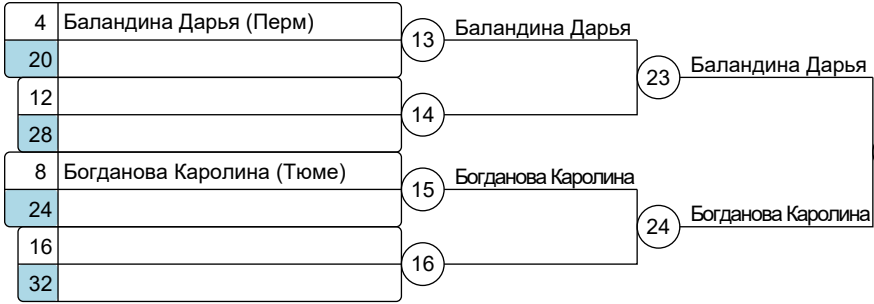 4 Баландина Дарья (Перм)
13 Баландина Дарья
20
23 Баландина Дарья
12
14
28
8 Богданова Каролина (Тюме)
15 Богданова Каролина
24
24 Богданова Каролина
16
16
32